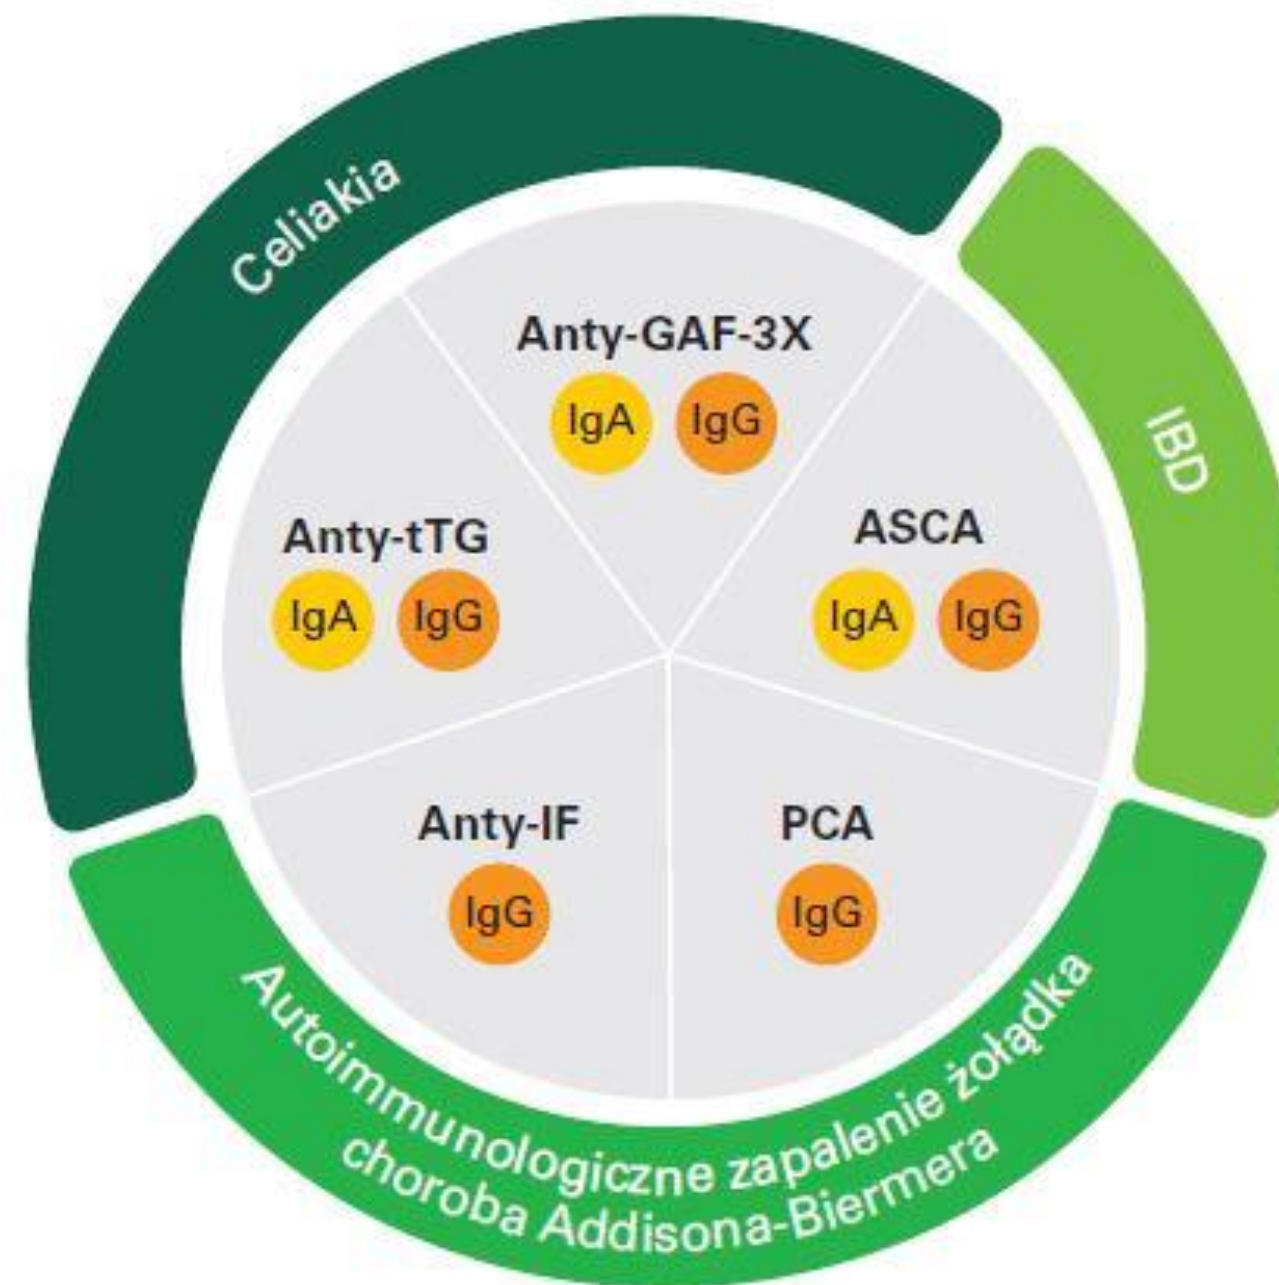 Celiakia
IBD
Anty-GAF-3X
IgA IgG
Anty-tTG
IgA IgG
ASCA
IgA IgG
Anty-IF
IgG
PCA
IgG
Autoimmunologiczne zapalenie żołądka
choroba Addisona-Biermera